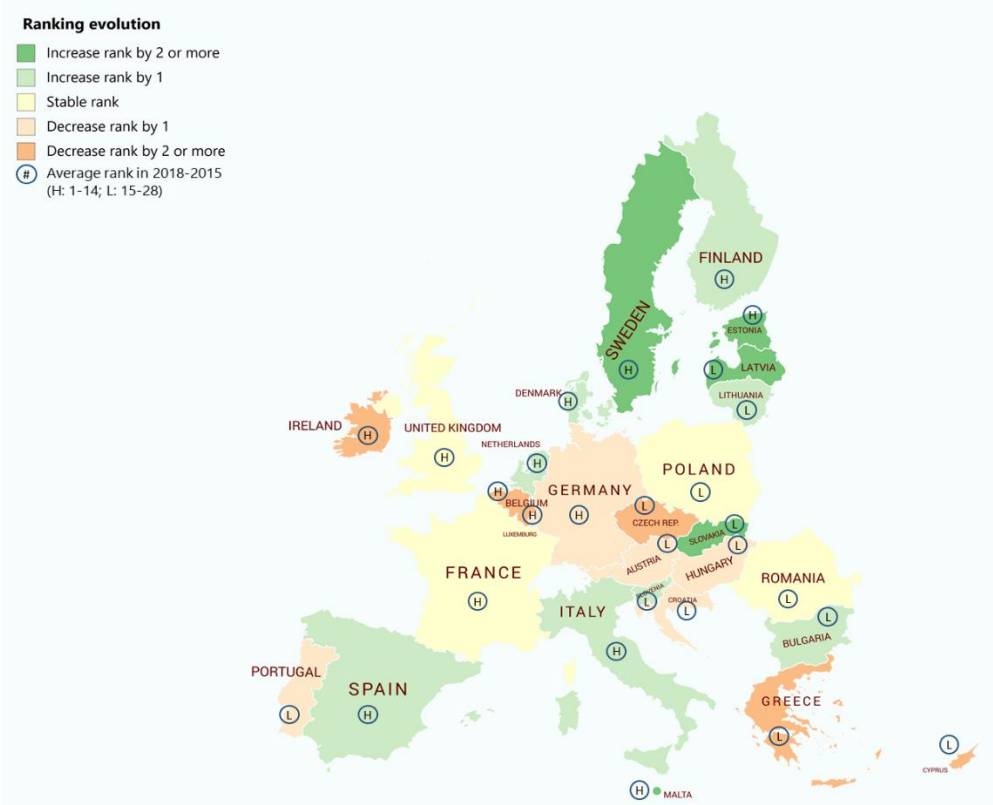 Ranking evolution
Increase rank by 2 or more
Increase rank by 1
Stable rank
Decrease rank by 1
Decrease rank by 2 or more
# Average rank in 2018-2015
(H: 1-14; L: 15-28)
FINLAND
H
H
ESTONIA
SWEDEN
H
L
LATVIA
LITHUANIA
L
DENMARK
H
IRELAND
H
UNITED KINGDOM
H
NETHERLANDS
H
POLAND
L
H
BELGIUM
H
LUXEMBURG
GERMANY
H
L
CZECH REP.
L
SLOVAKIA
L
AUSTRIA
L
HUNGARY
FRANCE
H
ROMANIA
L
SLOVENIA
L
CROATIA
L
ITALY
H
L
BULGARIA
PORTUGAL
L
SPAIN
H
GREECE
L
L
CYPRUS
H
MALTA